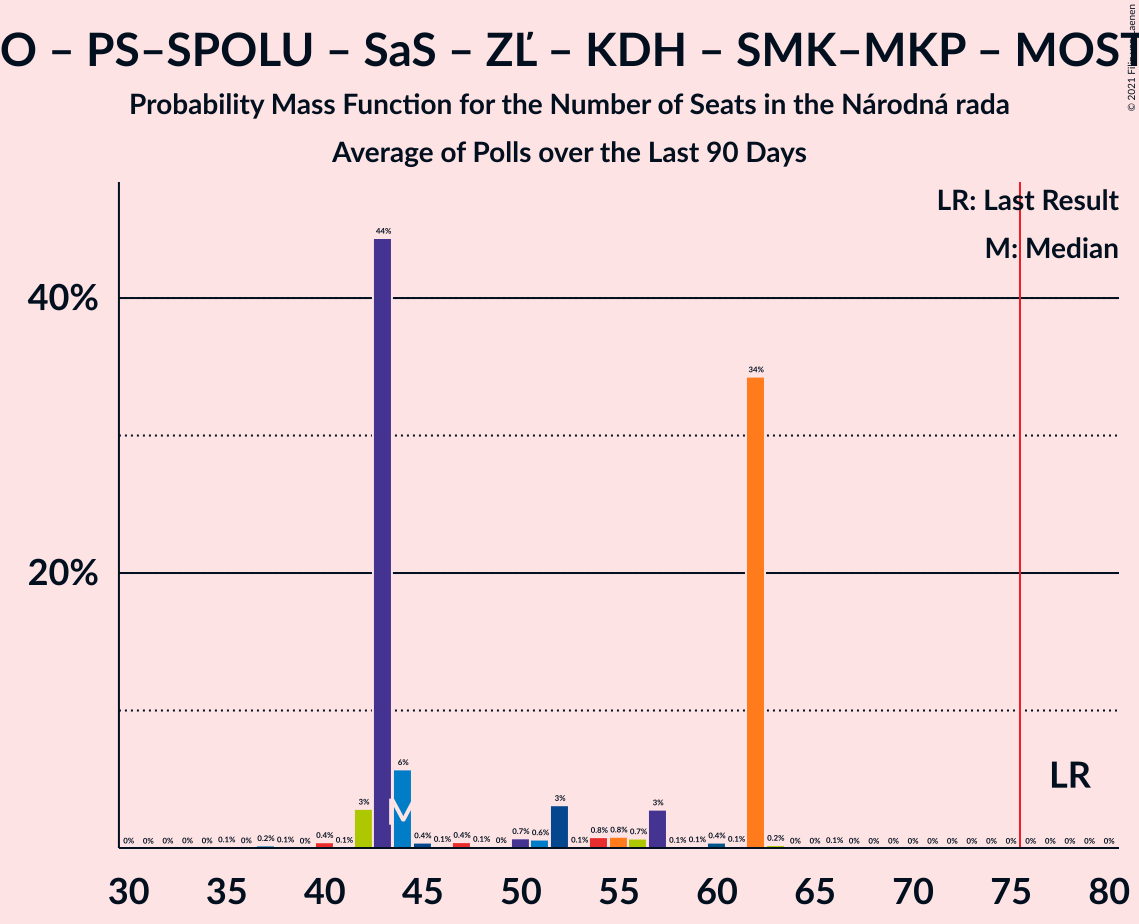 O – PS–SPOLU – SaS – ZĽ – KDH – SMK–MKP – MOST
Probability Mass Function for the Number of Seats in the Národná rada
Average of Polls over the Last 90 Days
© 2021
LR: Last Result
M: Median
44%
40%
34%
20%
LR
6%
M
3% 3% 3%
0% 0% 0% 0% 0% 0.1% 0% 0.2% 0.1% 0% 0.4% 0.1% 0.4% 0.1% 0.4% 0.1% 0% 0.7% 0.6% 0.1% 0.8% 0.8% 0.7% 0.1% 0.1% 0.4% 0.1% 0.2% 0% 0% 0.1% 0% 0% 0% 0% 0% 0% 0% 0% 0% 0% 0% 0% 0% 0%
30 35 40 45 50 55 60 65 70 75 80